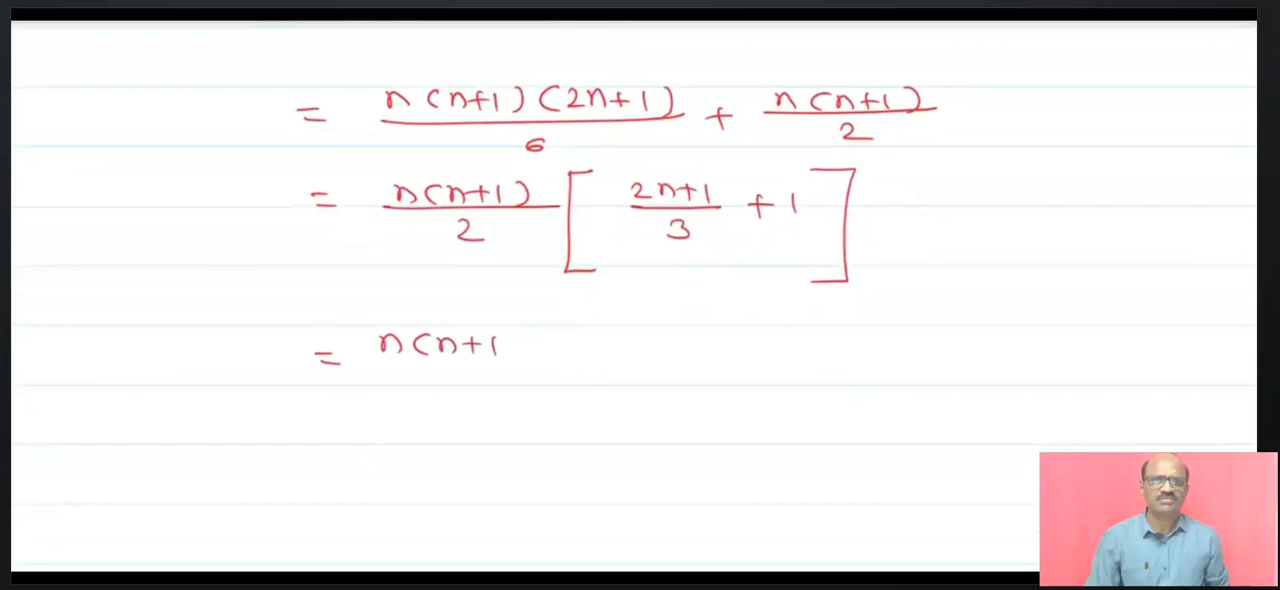 = n(n+1)(2n+1)/6 + n(n+1)/2
= n(n+1)/2 [ 2n+1/3 + 1 ]
= n(n+1